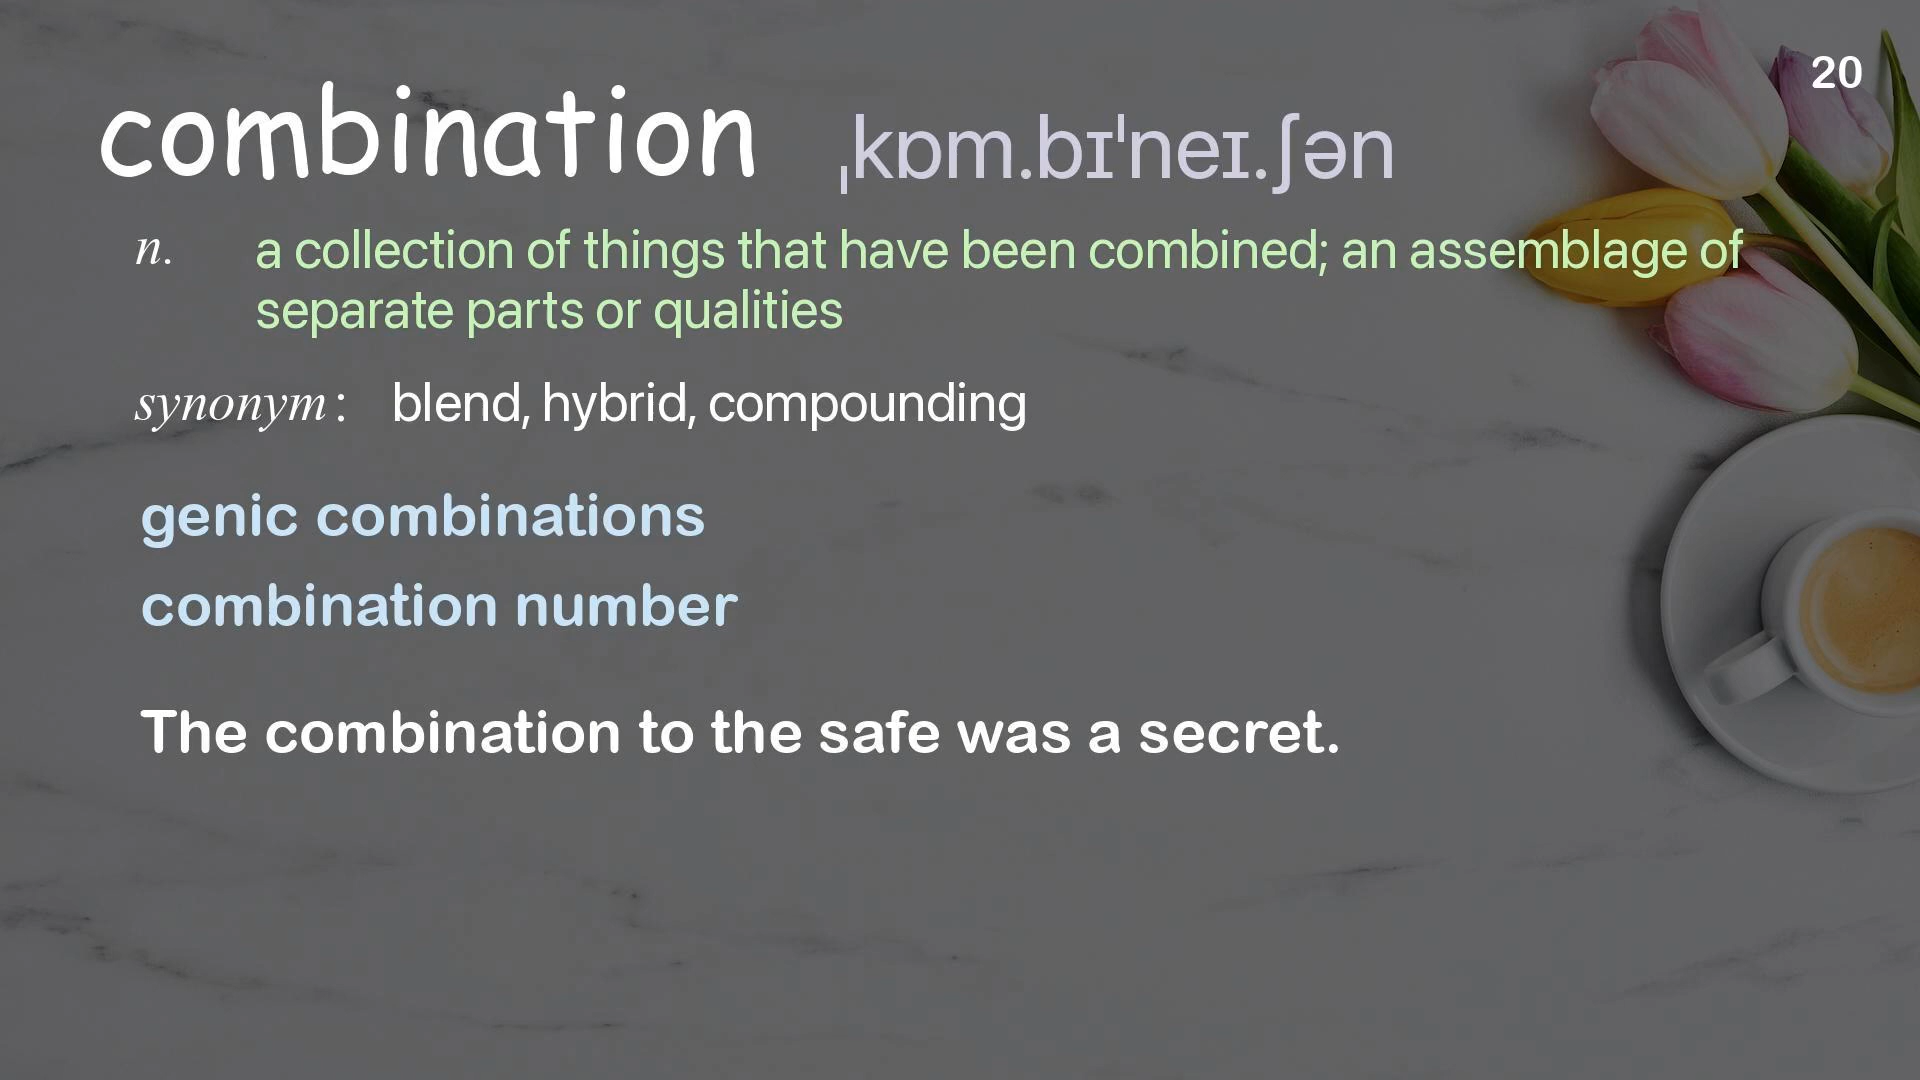 20
combination ˌkɒm.bɪˈneɪ.ʃən
n. a collection of things that have been combined; an assemblage of
separate parts or qualities
synonym: blend, hybrid, compounding
genic combinations
combination number
The combination to the safe was a secret.